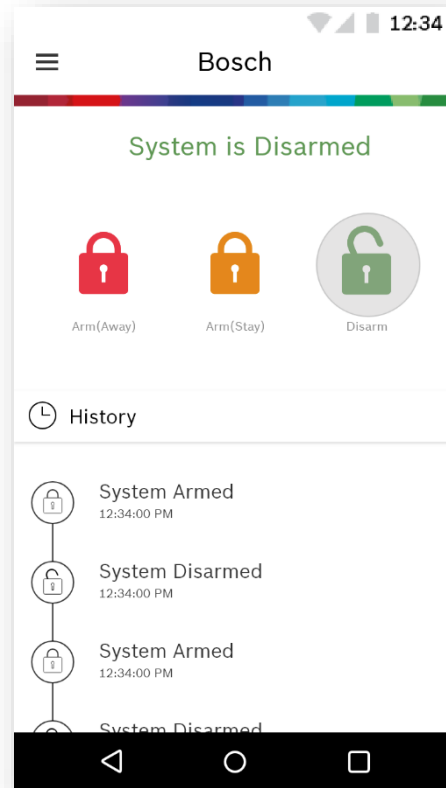 12:34
Bosch
System is Disarmed
Arm(Away) Arm(Stay) Disarm
History
System Armed
12:34:00 PM
System Disarmed
12:34:00 PM
System Armed
12:34:00 PM
System Disarmed